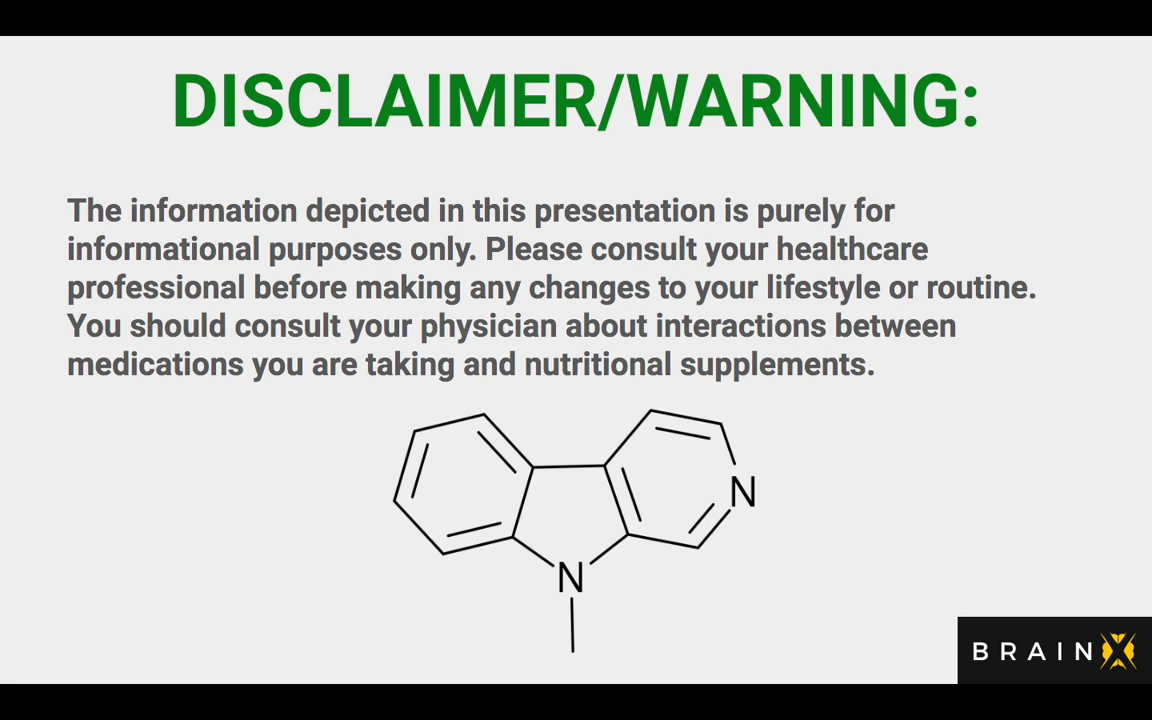 DISCLAIMER/WARNING:
The information depicted in this presentation is purely for
informational purposes only. Please consult your healthcare
professional before making any changes to your lifestyle or routine.
You should consult your physician about interactions between
medications you are taking and nutritional supplements.
N
N
BRAINX